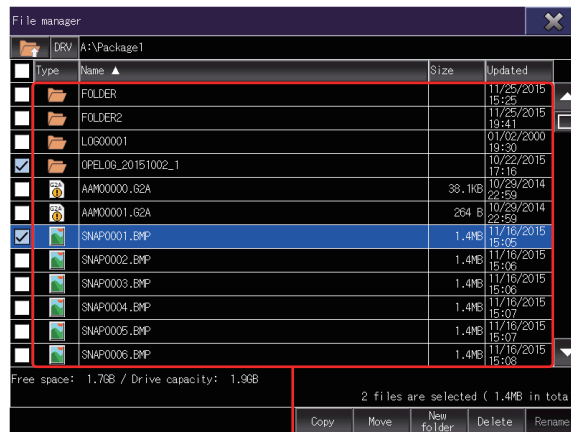 File manager
DRV A:\Package1
Type Name ▲ Size Updated
FOLDER 11/25/2015 15:25
FOLDER2 11/25/2015 19:41
LOG00001 01/02/2000 19:30
OPELOG_20151002_1 10/22/2015 17:16
G2A AAM00000.G2A 38.1KB 10/29/2014 22:59
G2A AAM00001.G2A 264 B 10/29/2014 22:59
SNAP0001.BMP 1.4MB 11/16/2015 15:05
SNAP0002.BMP 1.4MB 11/16/2015 15:06
SNAP0003.BMP 1.4MB 11/16/2015 15:06
SNAP0004.BMP 1.4MB 11/16/2015 15:07
SNAP0005.BMP 1.4MB 11/16/2015 15:07
SNAP0006.BMP 1.4MB 11/16/2015 15:08
Free space: 1.7GB / Drive capacity: 1.9GB
2 files are selected ( 1.4MB in tota
Copy Move New folder Delete Rename